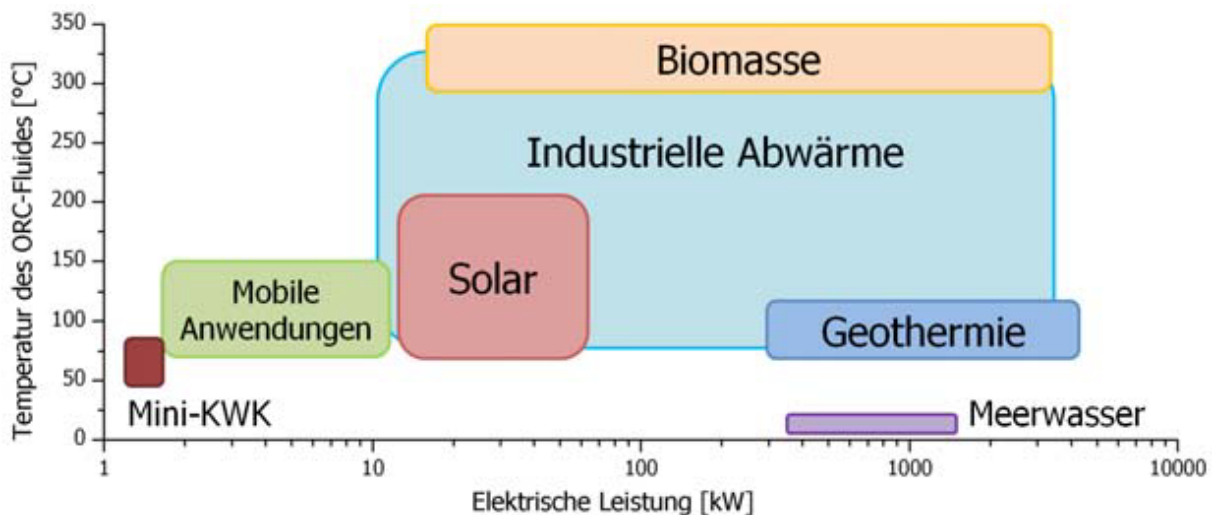 Temperatur des ORC-Fluides [°C]
350
300
250
200
150
100
50
0
Biomasse
Industrielle Abwärme
Solar
Mobile
Anwendungen
Geothermie
Mini-KWK
Meerwasser
1
10
100
1000
10000
Elektrische Leistung [kW]